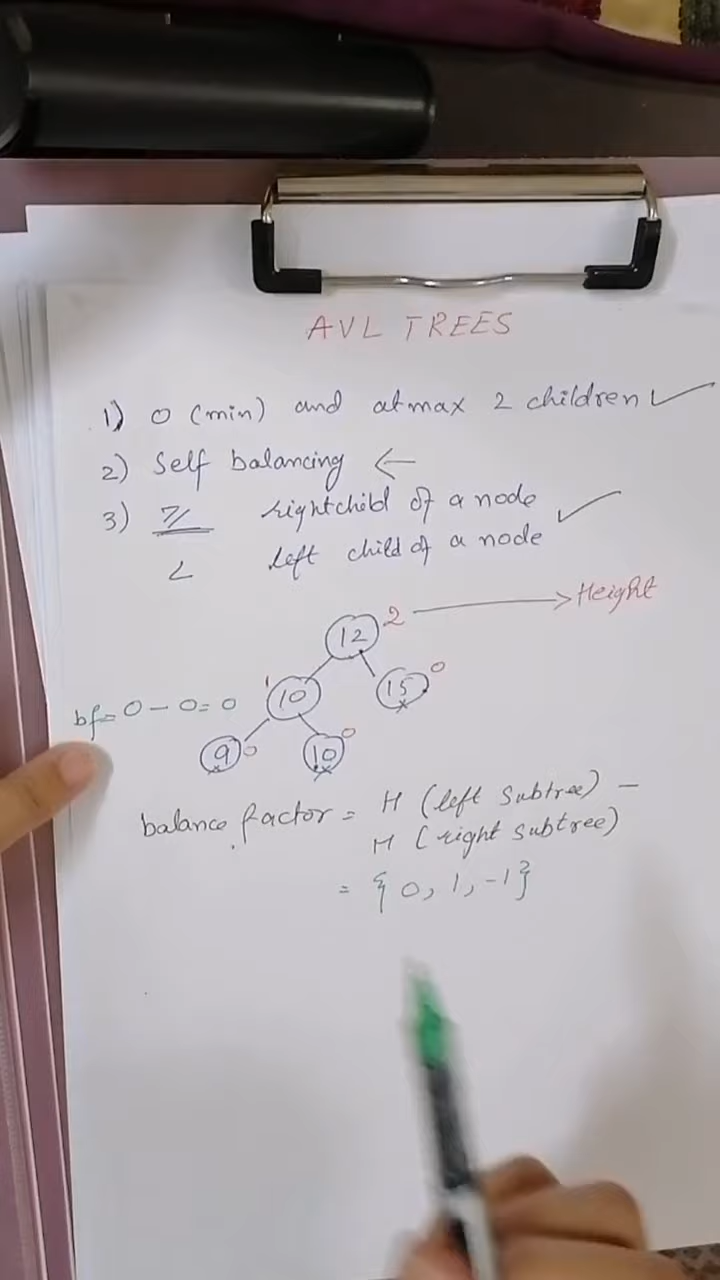 AVL TREES
1) 0 (min) and atmax 2 children ✓
2) Self balancing ←
3) ≥ rightchild of a node ✓
< left child of a node
12 2 → Height
1 10 15 0
bf = 0 - 0 = 0
9 0 10 0
balance factor = H (left subtree) -
H (right subtree)
= { 0, 1, -1}